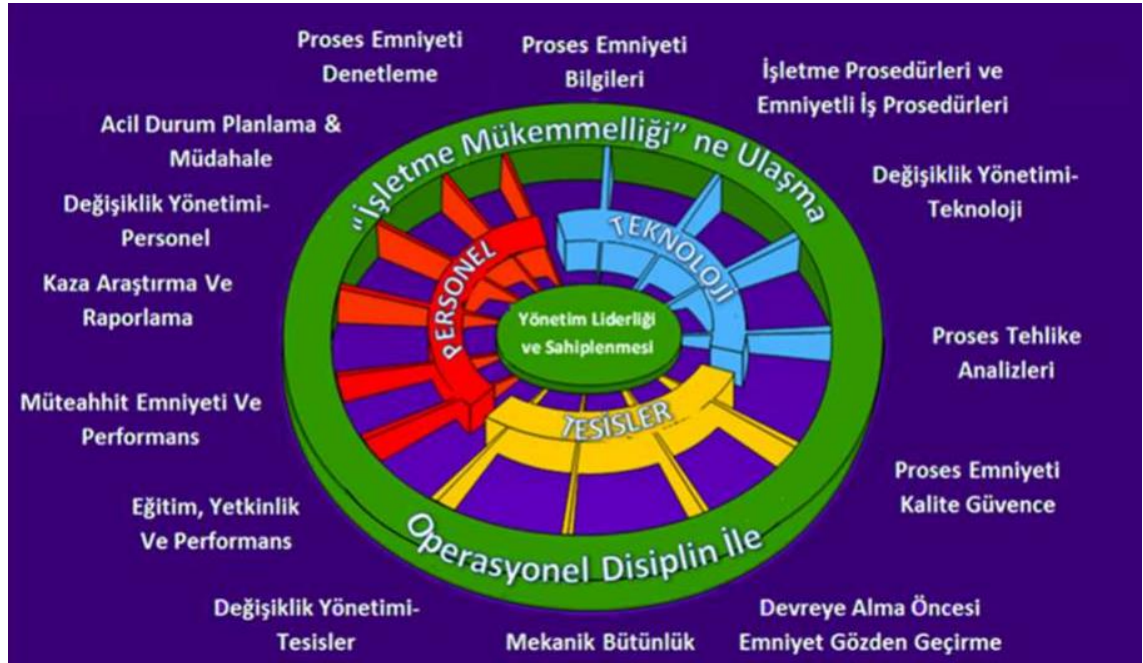 Proses Emniyeti
Denetleme
Proses Emniyeti
Bilgileri
İşletme Prosedürleri ve
Emniyetli İş Prosedürleri
Acil Durum Planlama &
Müdahale
Değişiklik Yönetimi-
Teknoloji
Değişiklik Yönetimi-
Personel
Kaza Araştırma Ve
Raporlama
Proses Tehlike
Analizleri
Müteahhit Emniyeti Ve
Performans
Proses Emniyeti
Kalite Güvence
Eğitim, Yetkinlik
Ve Performans
Değişiklik Yönetimi-
Tesisler
Mekanik Bütünlük
Devreye Alma Öncesi
Emniyet Gözden Geçirme
"İşletme Mükemmelliği" ne Ulaşma
TEKNOLOJİ
PERSONEL
Yönetim Liderliği
ve Sahiplenmesi
TESİSLER
Operasyonel Disiplin İle